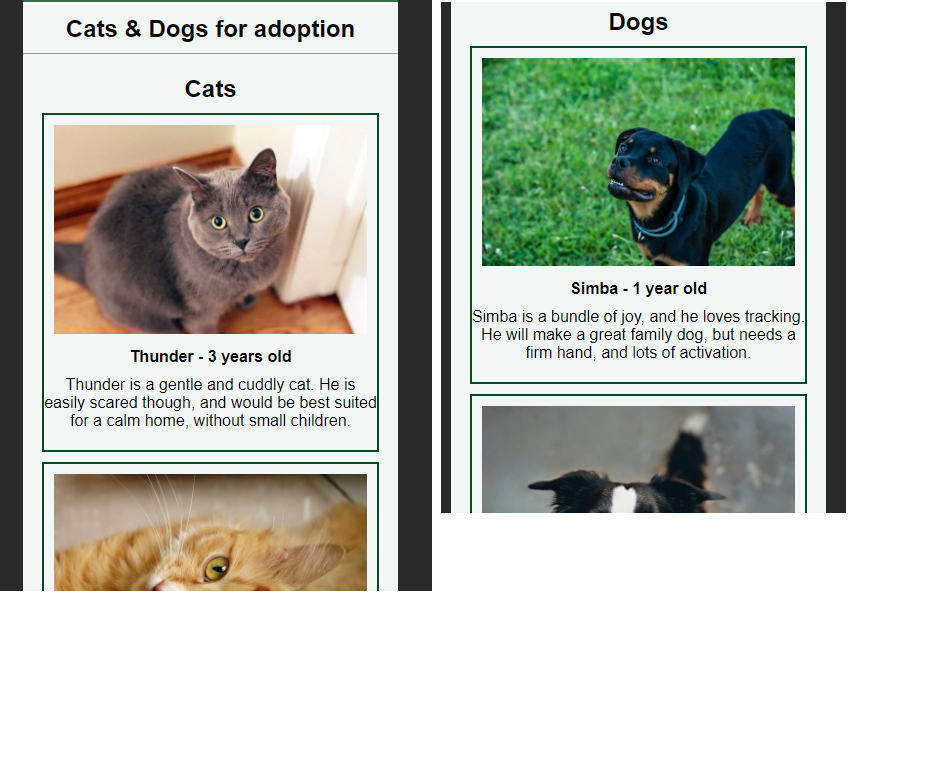 Cats & Dogs for adoption
Cats
Thunder - 3 years old
Thunder is a gentle and cuddly cat. He is
easily scared though, and would be best suited
for a calm home, without small children.
Dogs
Simba - 1 year old
Simba is a bundle of joy, and he loves tracking.
He will make a great family dog, but needs a
firm hand, and lots of activation.